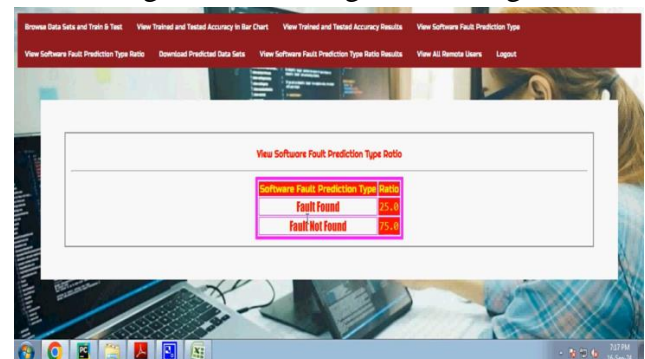 Browse Data Sets and Train & Test View Trained and Tested Accuracy in Bar Chart View Trained and Tested Accuracy Results View Software Fault Prediction Type
View Software Fault Prediction Type Ratio Download Predicted Data Sets View Software Fault Prediction Type Ratio Results View All Remote Users Logout
View Software Fault Prediction Type Ratio
Software Fault Prediction Type Ratio
Fault Found 25.0
Fault Not Found 75.0
7:17 PM